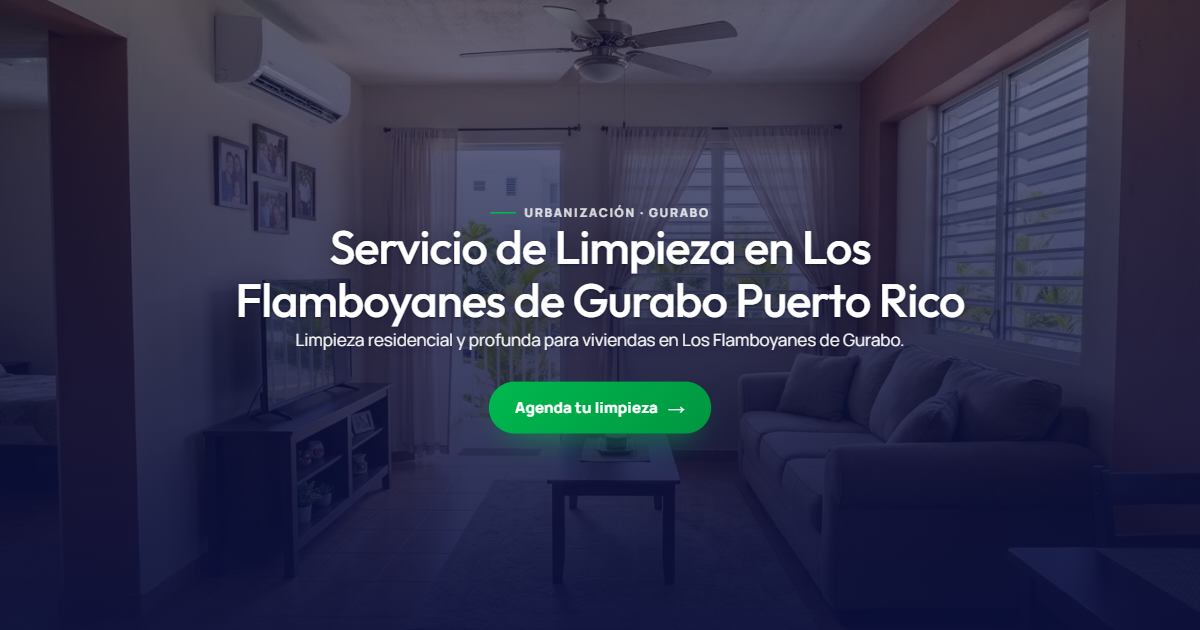 URBANIZACIÓN · GURABO
Servicio de Limpieza en Los
Flamboyanes de Gurabo Puerto Rico
Limpieza residencial y profunda para viviendas en Los Flamboyanes de Gurabo.
Agenda tu limpieza →